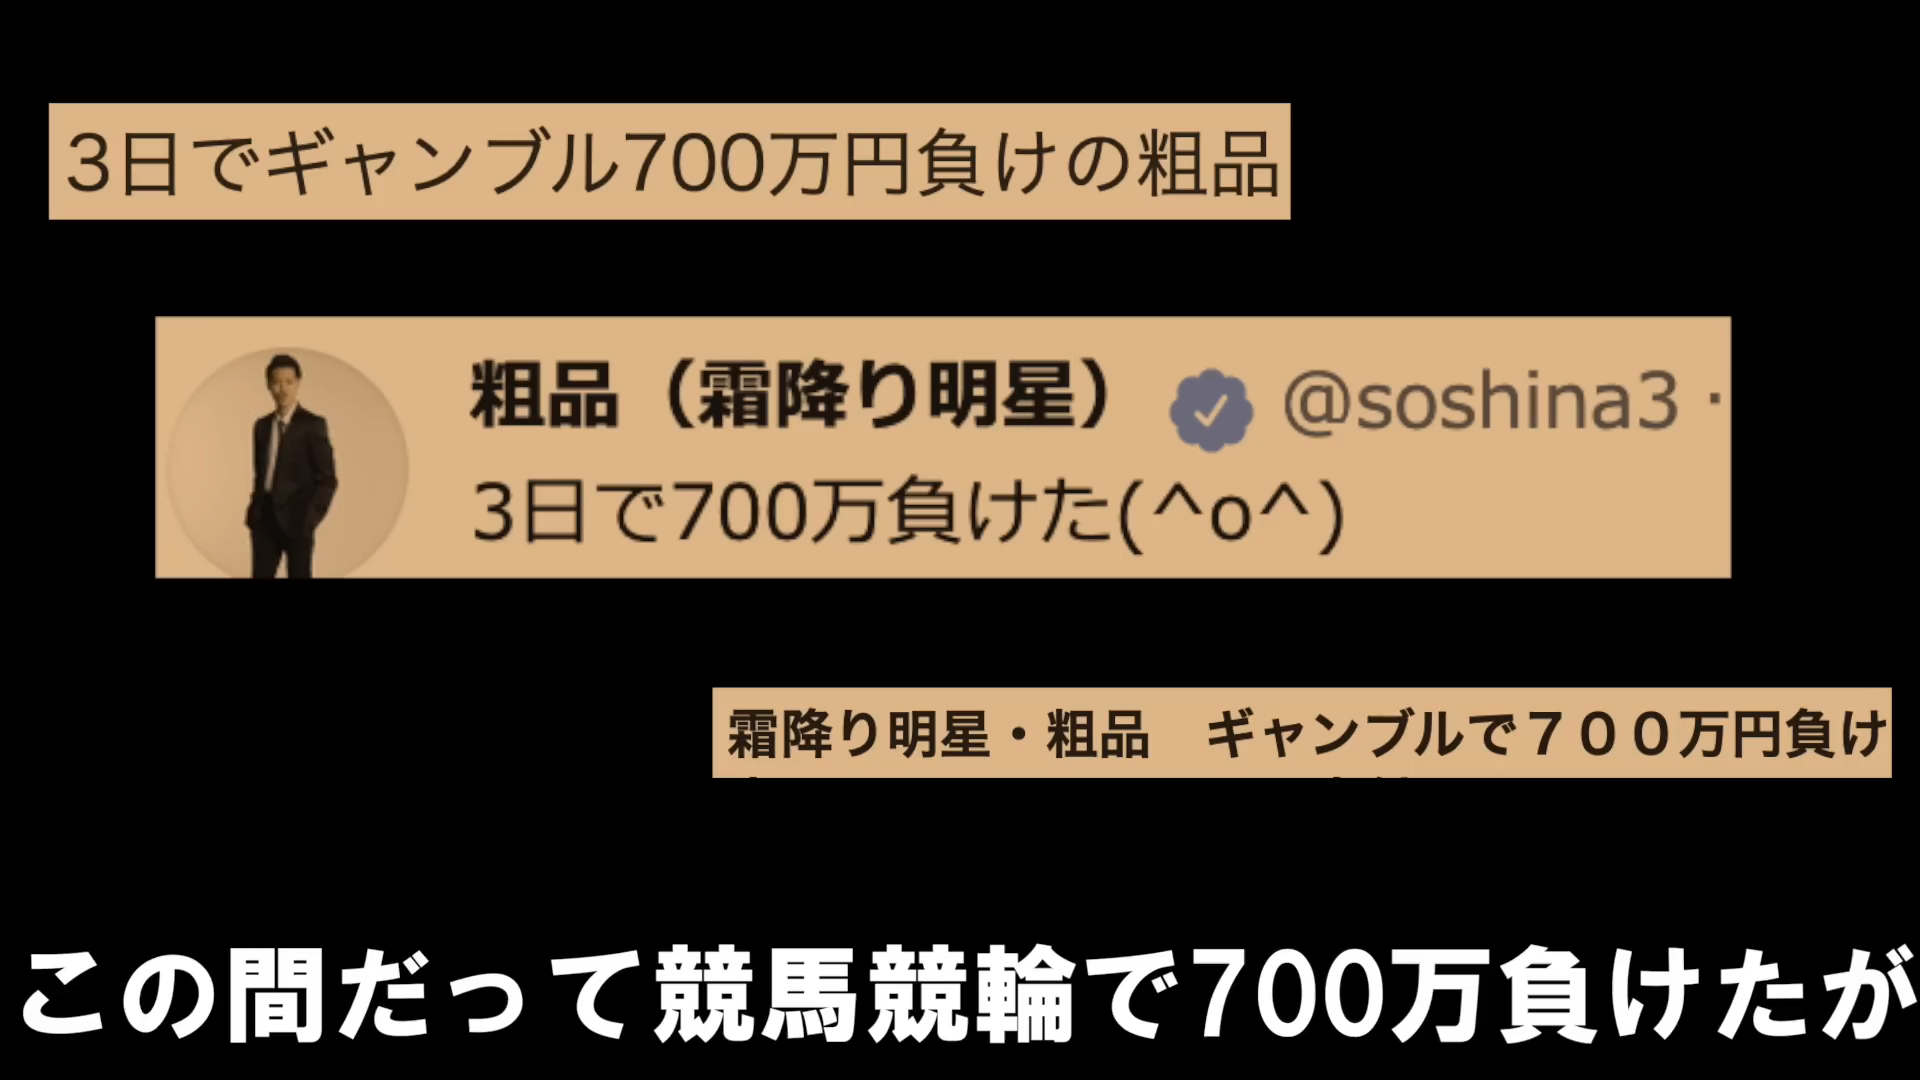 3日でギャンブル700万円負けの粗品
粗品（霜降り明星） @soshina3 ·
3日で700万負けた(^o^)
霜降り明星・粗品　ギャンブルで７００万円負け
この間だって競馬競輪で700万負けたが